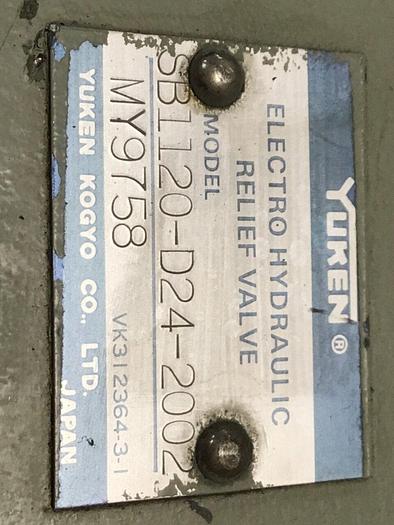 YUKEN®
ELECTRO HYDRAULIC
RELIEF VALVE
MODEL
SB1120-D24-2002
MY9758
VK312364-3-1
YUKEN KOGYO CO., LTD.
JAPAN